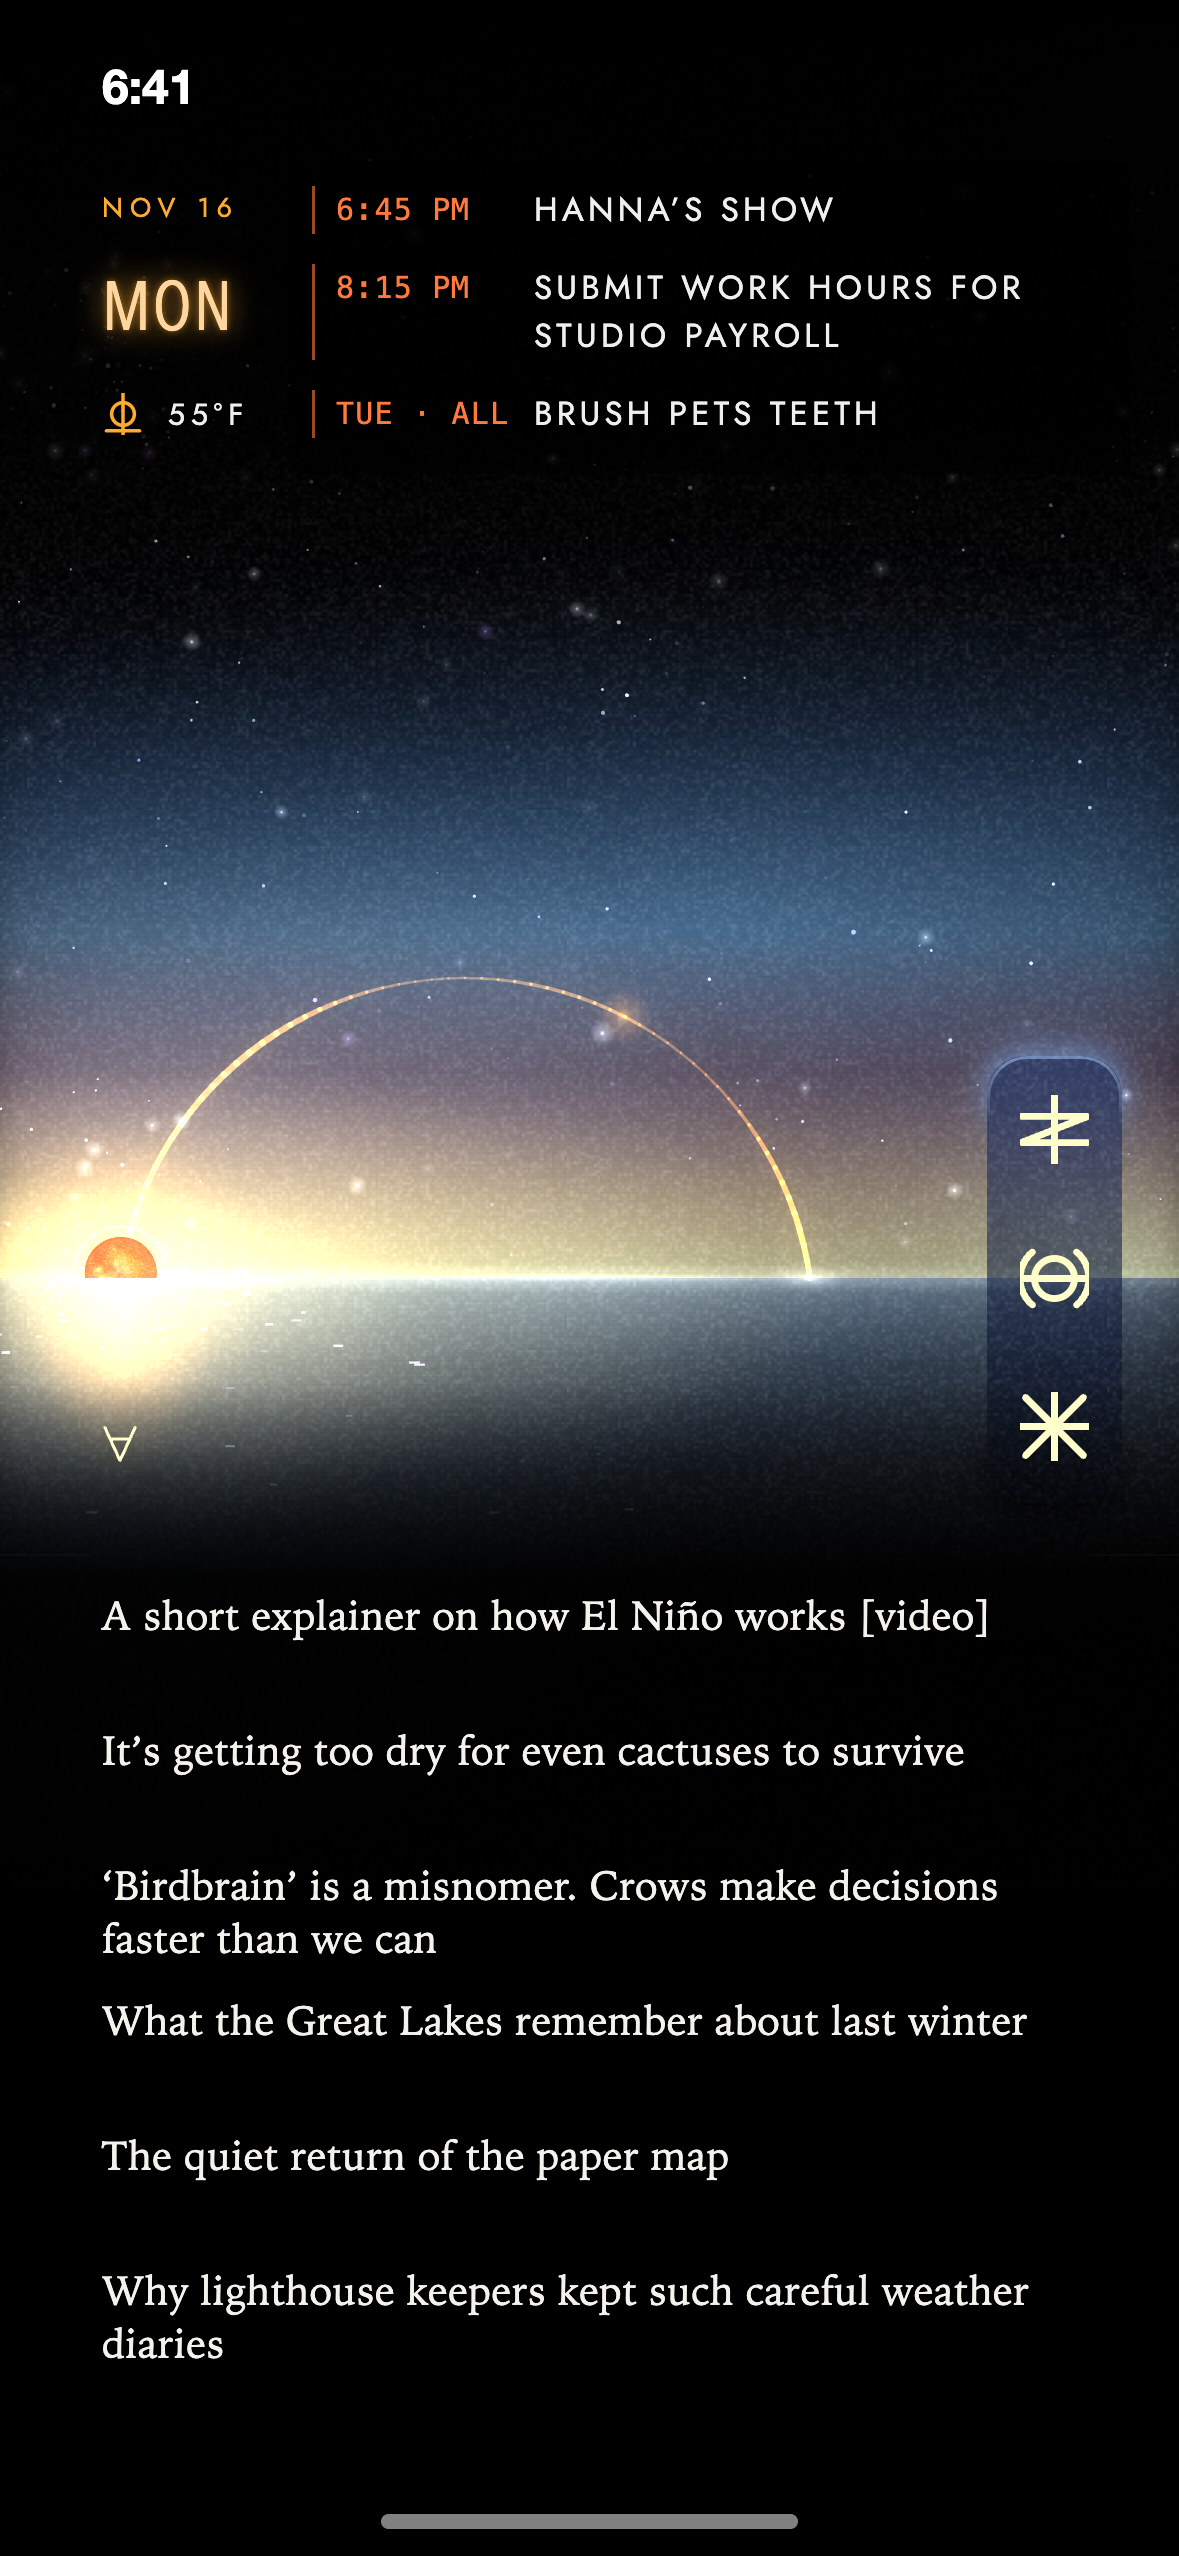 6:41
NOV 16
MON
55°F
6:45 PM HANNA’S SHOW
8:15 PM SUBMIT WORK HOURS FOR
STUDIO PAYROLL
TUE · ALL BRUSH PETS TEETH
A short explainer on how El Niño works [video]
It’s getting too dry for even cactuses to survive
‘Birdbrain’ is a misnomer. Crows make decisions
faster than we can
What the Great Lakes remember about last winter
The quiet return of the paper map
Why lighthouse keepers kept such careful weather
diaries